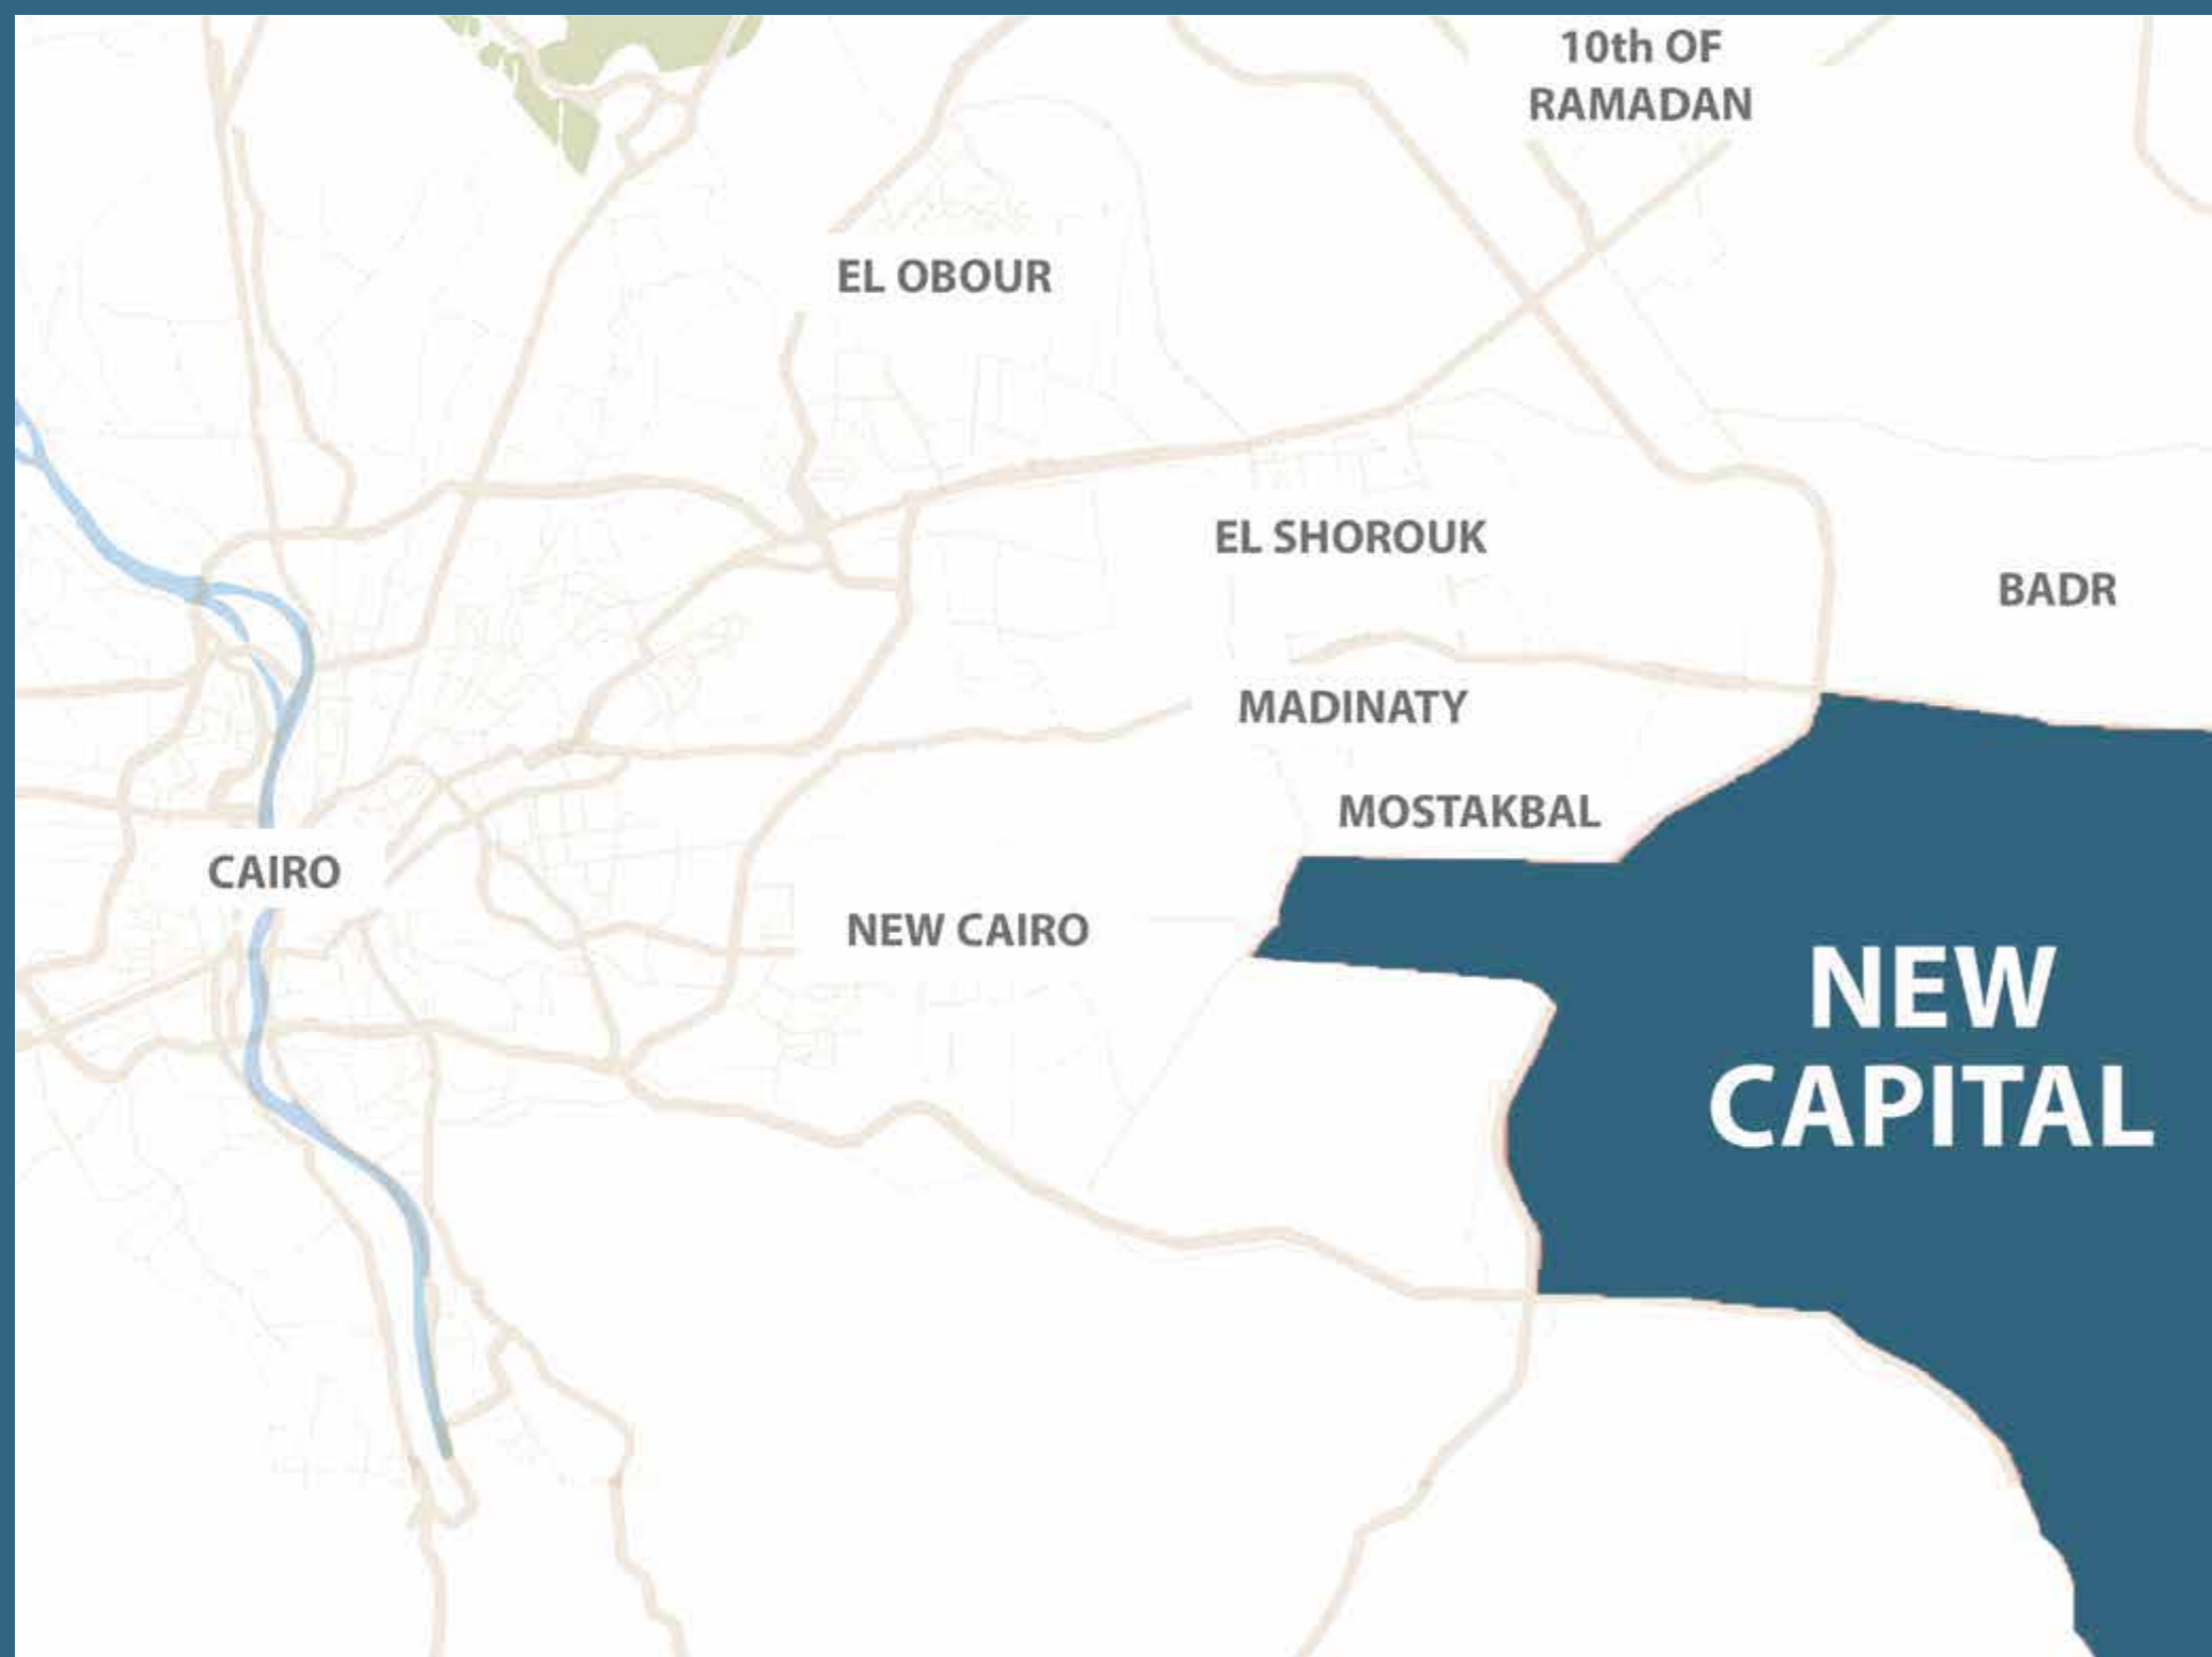 10th OF
RAMADAN
EL OBOUR
EL SHOROUK
BADR
MADINATY
MOSTAKBAL
CAIRO
NEW CAIRO
NEW
CAPITAL